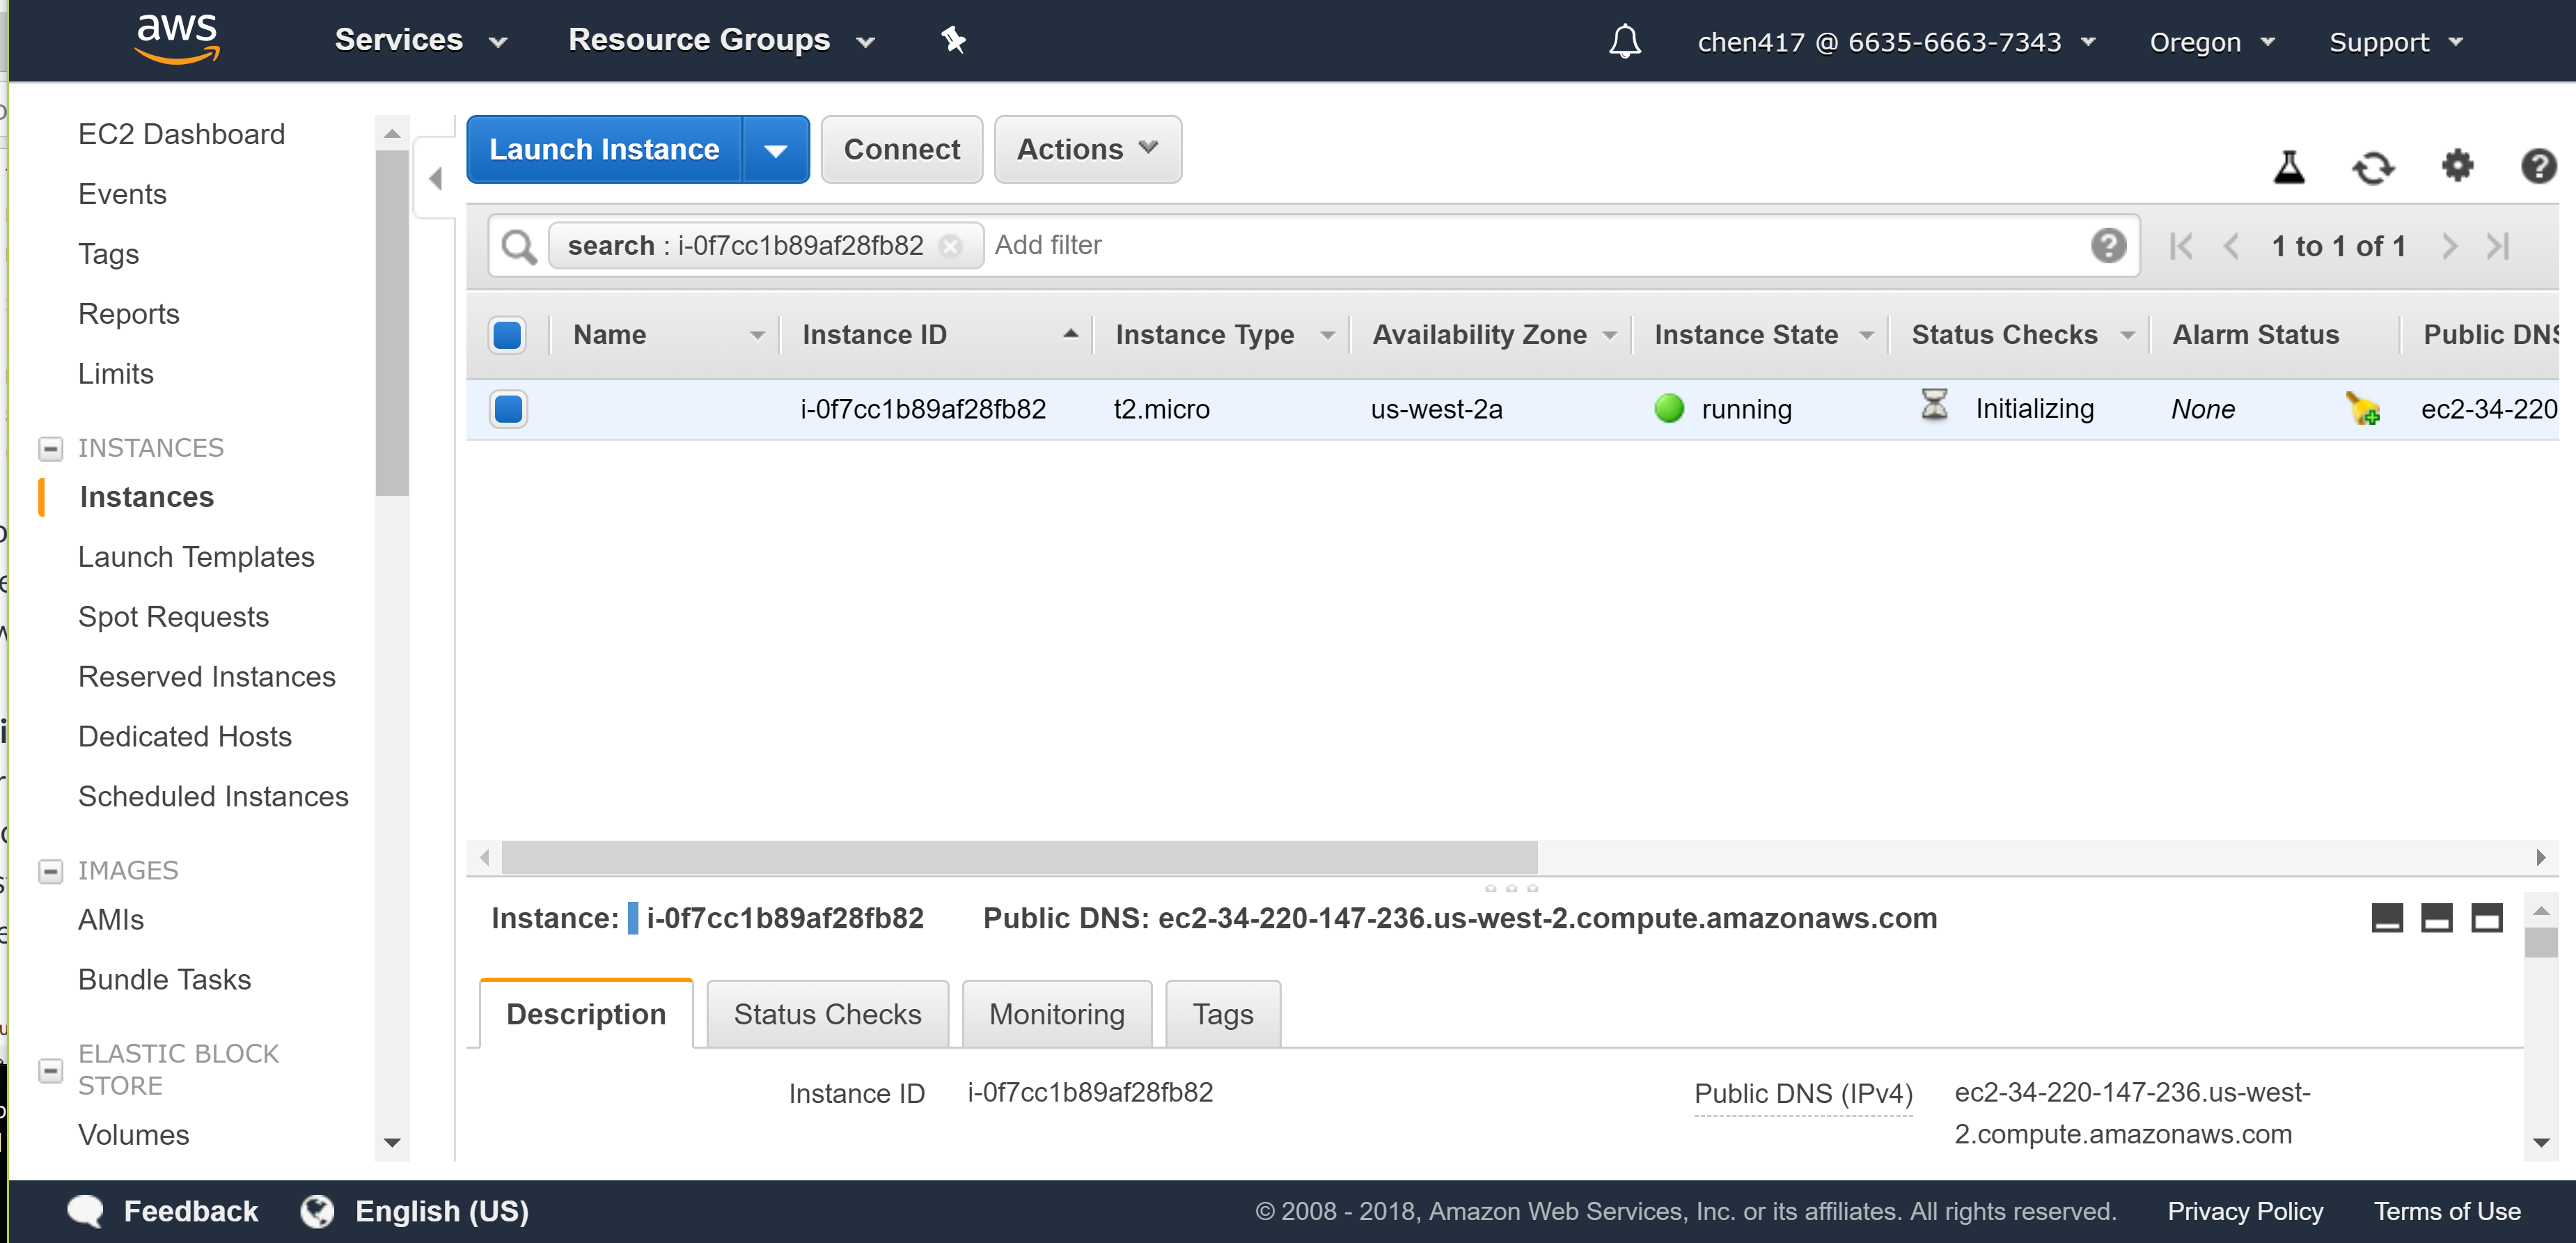 aws
Services
Resource Groups
chen417 @ 6635-6663-7343
Oregon
Support
EC2 Dashboard
Events
Tags
Reports
Limits
INSTANCES
Instances
Launch Templates
Spot Requests
Reserved Instances
Dedicated Hosts
Scheduled Instances
IMAGES
AMIs
Bundle Tasks
ELASTIC BLOCK
STORE
Volumes
Launch Instance
Connect
Actions
search : i-0f7cc1b89af28fb82 Add filter
1 to 1 of 1
Name Instance ID Instance Type Availability Zone Instance State Status Checks Alarm Status Public DNS
i-0f7cc1b89af28fb82 t2.micro us-west-2a running Initializing None ec2-34-220
Instance: i-0f7cc1b89af28fb82 Public DNS: ec2-34-220-147-236.us-west-2.compute.amazonaws.com
Description Status Checks Monitoring Tags
Instance ID i-0f7cc1b89af28fb82
Public DNS (IPv4) ec2-34-220-147-236.us-west-
2.compute.amazonaws.com
Feedback
English (US)
© 2008 - 2018, Amazon Web Services, Inc. or its affiliates. All rights reserved.
Privacy Policy
Terms of Use